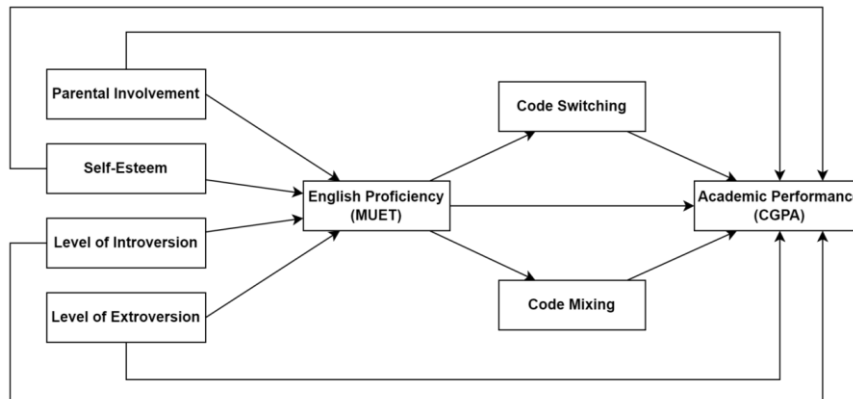 Parental Involvement
Self-Esteem
Level of Introversion
Level of Extroversion
English Proficiency
(MUET)
Code Switching
Code Mixing
Academic Performance
(CGPA)